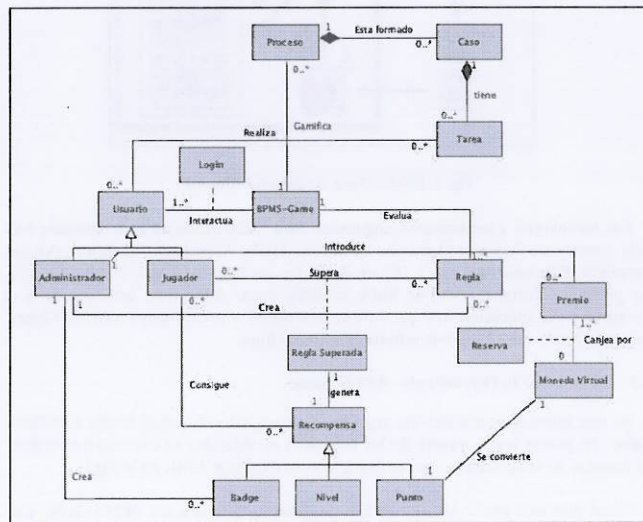 1 Esta formado
Proceso Caso
0..* 0..* 1
tiene
Realiza Gamifica 0..*
Tarea
Login 0..*
0..* 1..* 1 1
Usuario BPMS-Game Evalua
Interactua
Introduce
Administrador Jugador 0..* Supera Regla 0..*
1 0..* 0..* Premio
1 1 Crea 0..* 1..*
Regla Superada Reserva Canjea por
1 0
Consigue genera Moneda Virtual
1 1
0..* Recompensa
Se convierte
Crea 1
Badge Nivel Punto
0..*